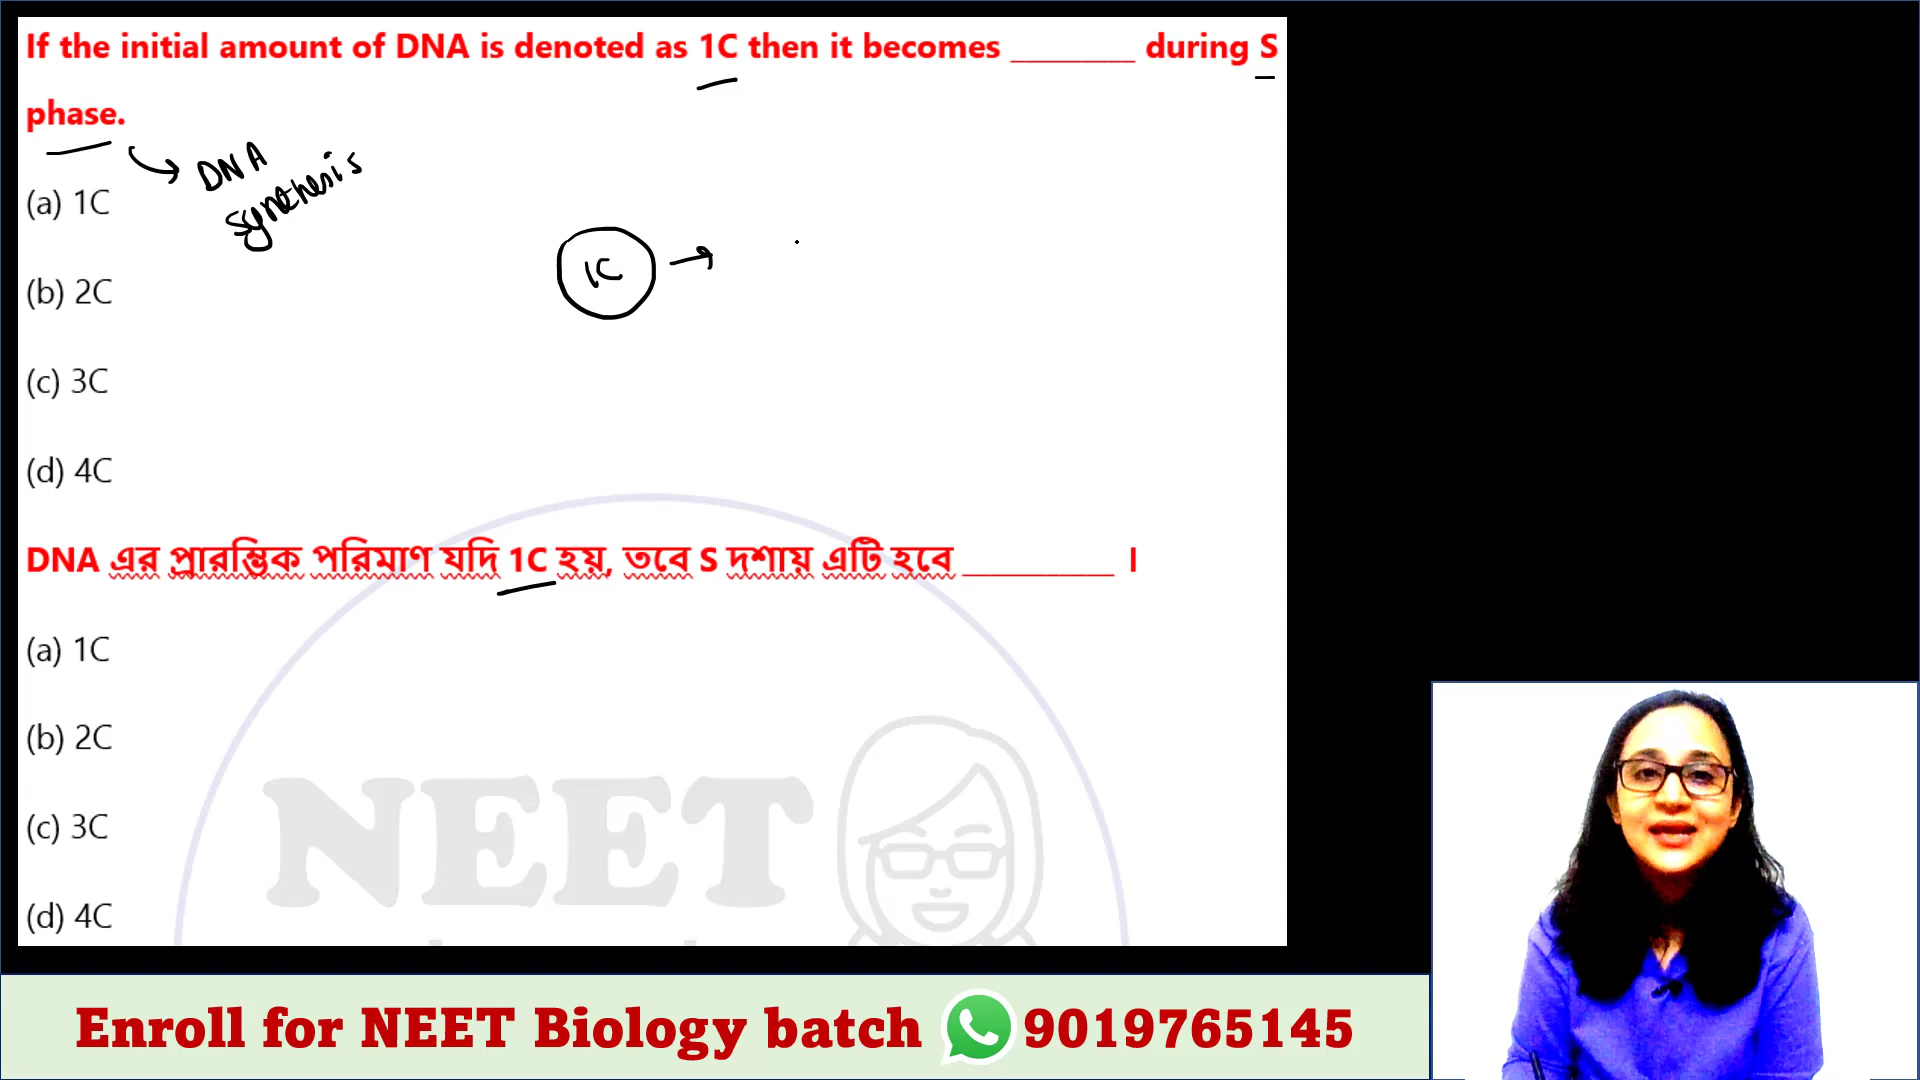 If the initial amount of DNA is denoted as 1C then it becomes ________ during S
phase.
DNA
synthesis
(a) 1C
1C
(b) 2C
(c) 3C
(d) 4C
DNA এর প্রারম্ভিক পরিমাণ যদি 1C হয়, তবে S দশায় এটি হবে __________ ।
(a) 1C
(b) 2C
(c) 3C
(d) 4C
NEET
Enroll for NEET Biology batch 9019765145